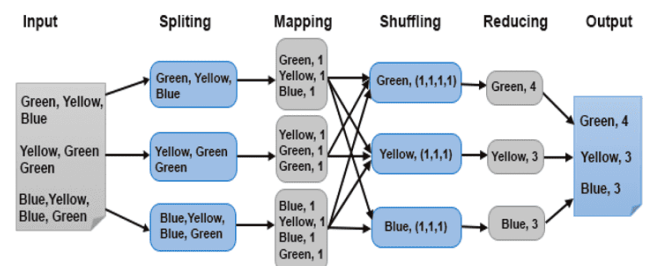 Input
Spliting
Mapping
Shuffling
Reducing
Output
Green, Yellow,
Blue
Yellow, Green
Green
Blue,Yellow,
Blue, Green
Green, Yellow,
Blue
Yellow, Green
Green
Blue,Yellow,
Blue, Green
Green, 1
Yellow, 1
Blue, 1
Yellow, 1
Green, 1
Green, 1
Blue, 1
Yellow, 1
Blue, 1
Green, 1
Green, (1,1,1,1)
Yellow, (1,1,1)
Blue, (1,1,1)
Green, 4
Yellow, 3
Blue, 3
Green, 4
Yellow, 3
Blue, 3